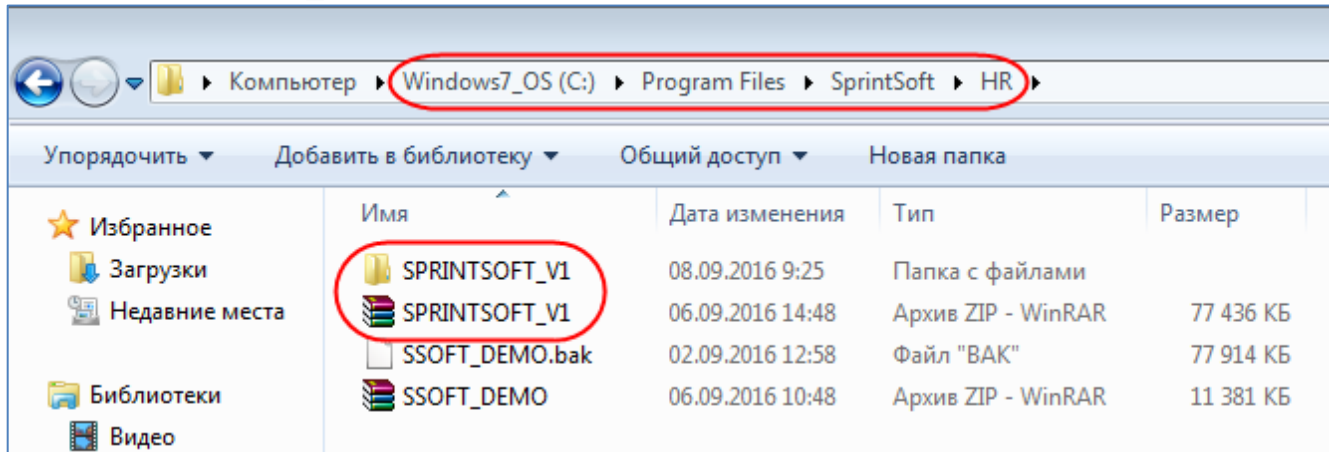 Компьютер Windows7_OS (C:) Program Files SprintSoft HR
Упорядочить Добавить в библиотеку Общий доступ Новая папка
Имя Дата изменения Тип Размер
Избранное
Загрузки
Недавние места
Библиотеки
Видео
SPRINTSOFT_V1 08.09.2016 9:25 Папка с файлами
SPRINTSOFT_V1 06.09.2016 14:48 Архив ZIP - WinRAR 77 436 КБ
SSOFT_DEMO.bak 02.09.2016 12:58 Файл "BAK" 77 914 КБ
SSOFT_DEMO 06.09.2016 10:48 Архив ZIP - WinRAR 11 381 КБ